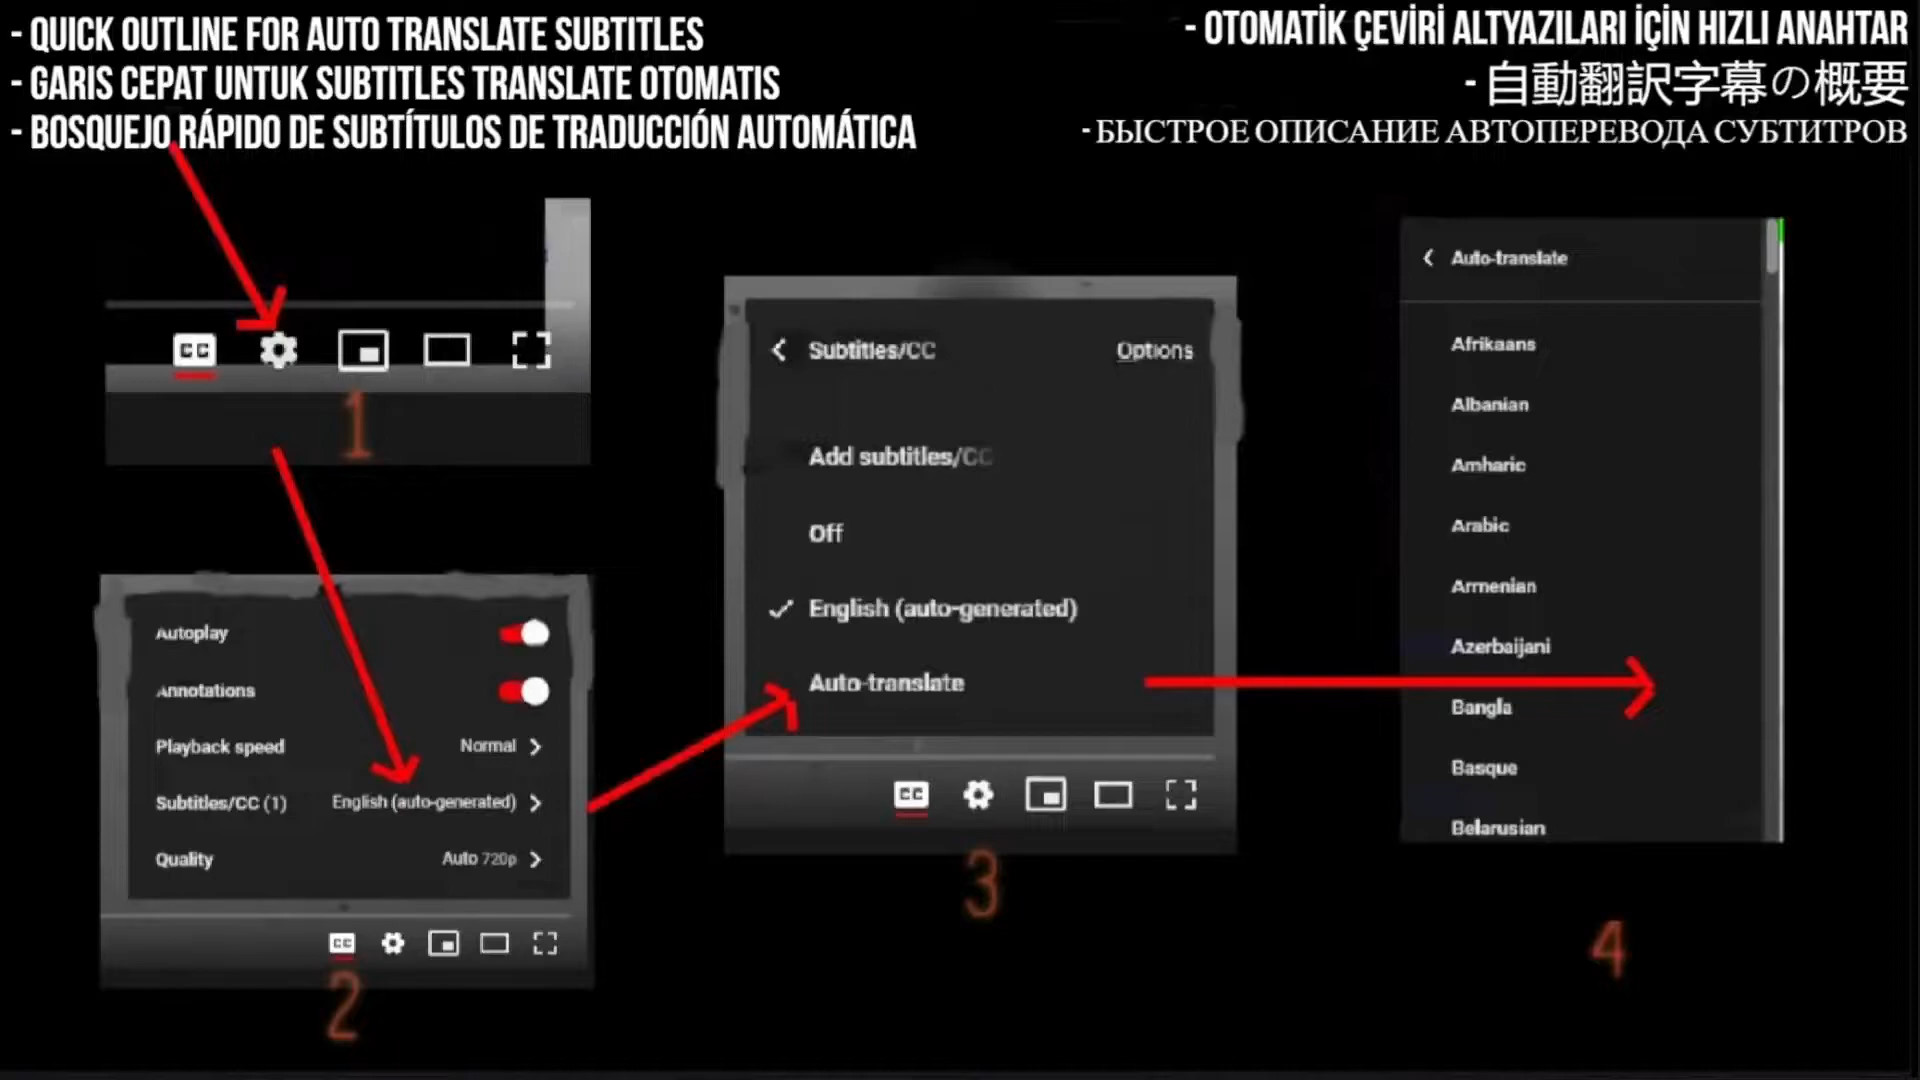 - QUICK OUTLINE FOR AUTO TRANSLATE SUBTITLES
- GARIS CEPAT UNTUK SUBTITLES TRANSLATE OTOMATIS
- BOSQUEJO RÁPIDO DE SUBTÍTULOS DE TRADUCCIÓN AUTOMÁTICA
- OTOMATİK ÇEVİRİ ALTYAZILARI İÇİN HIZLI ANAHTAR
- 自動翻訳字幕の概要
- БЫСТРОЕ ОПИСАНИЕ АВТОПЕРЕВОДА СУБТИТРОВ
CC
1
Autoplay
Annotations
Playback speed Normal
Subtitles/CC (1) English (auto-generated)
Quality Auto 720p
CC
2
Subtitles/CC Options
Add subtitles/CC
Off
English (auto-generated)
Auto-translate
CC
3
Auto-translate
Afrikaans
Albanian
Amharic
Arabic
Armenian
Azerbaijani
Bangla
Basque
Belarusian
4